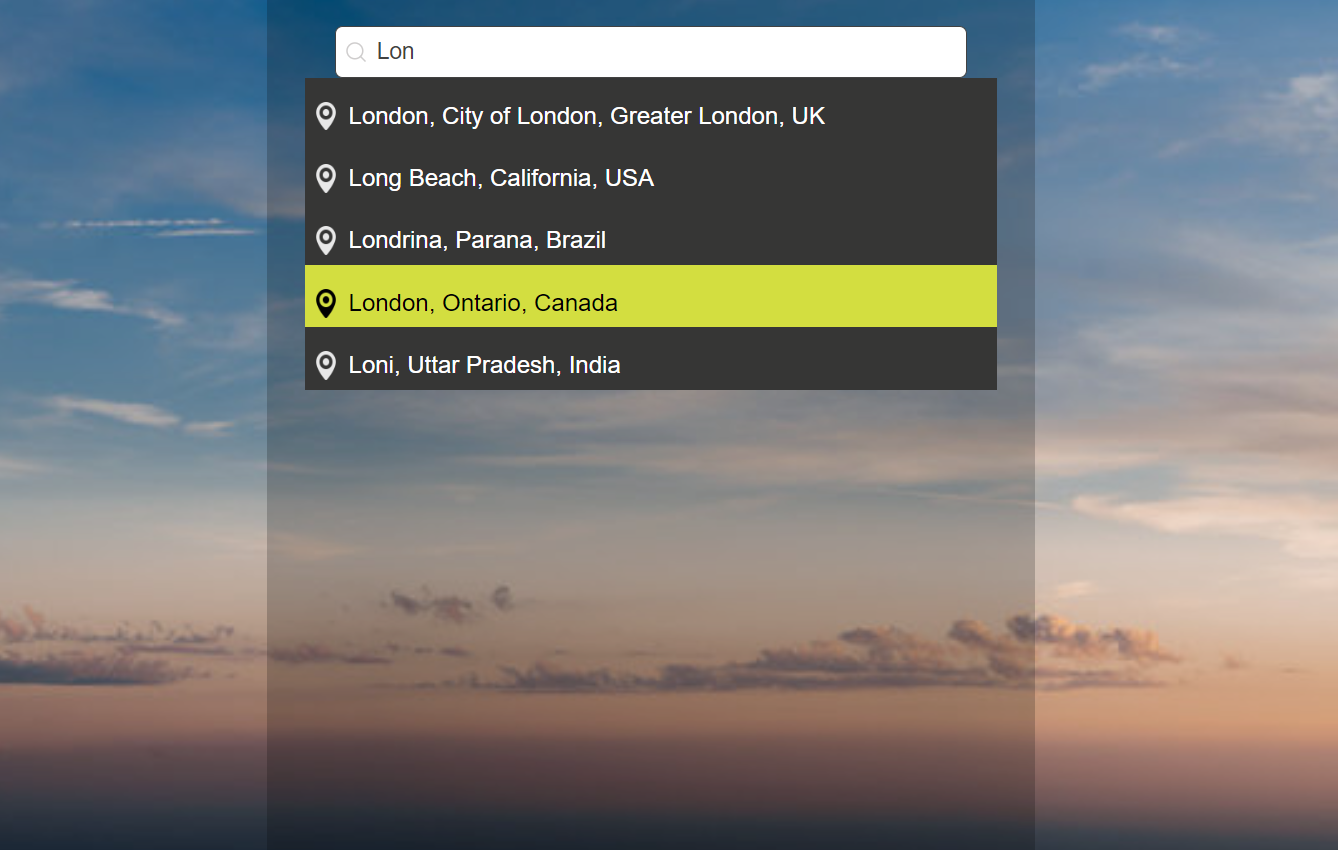 Lon
London, City of London, Greater London, UK
Long Beach, California, USA
Londrina, Parana, Brazil
London, Ontario, Canada
Loni, Uttar Pradesh, India